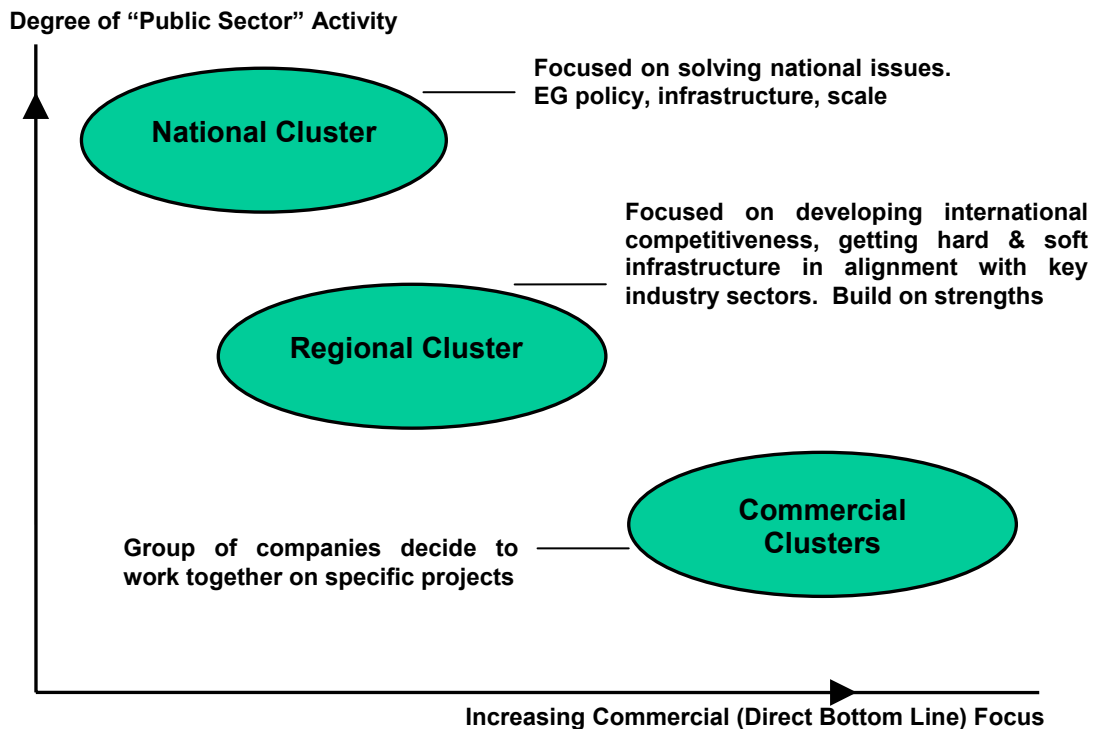 Degree of “Public Sector” Activity
Focused on solving national issues.
EG policy, infrastructure, scale
National Cluster
Focused on developing international
competitiveness, getting hard & soft
infrastructure in alignment with key
industry sectors. Build on strengths
Regional Cluster
Commercial
Clusters
Group of companies decide to
work together on specific projects
Increasing Commercial (Direct Bottom Line) Focus